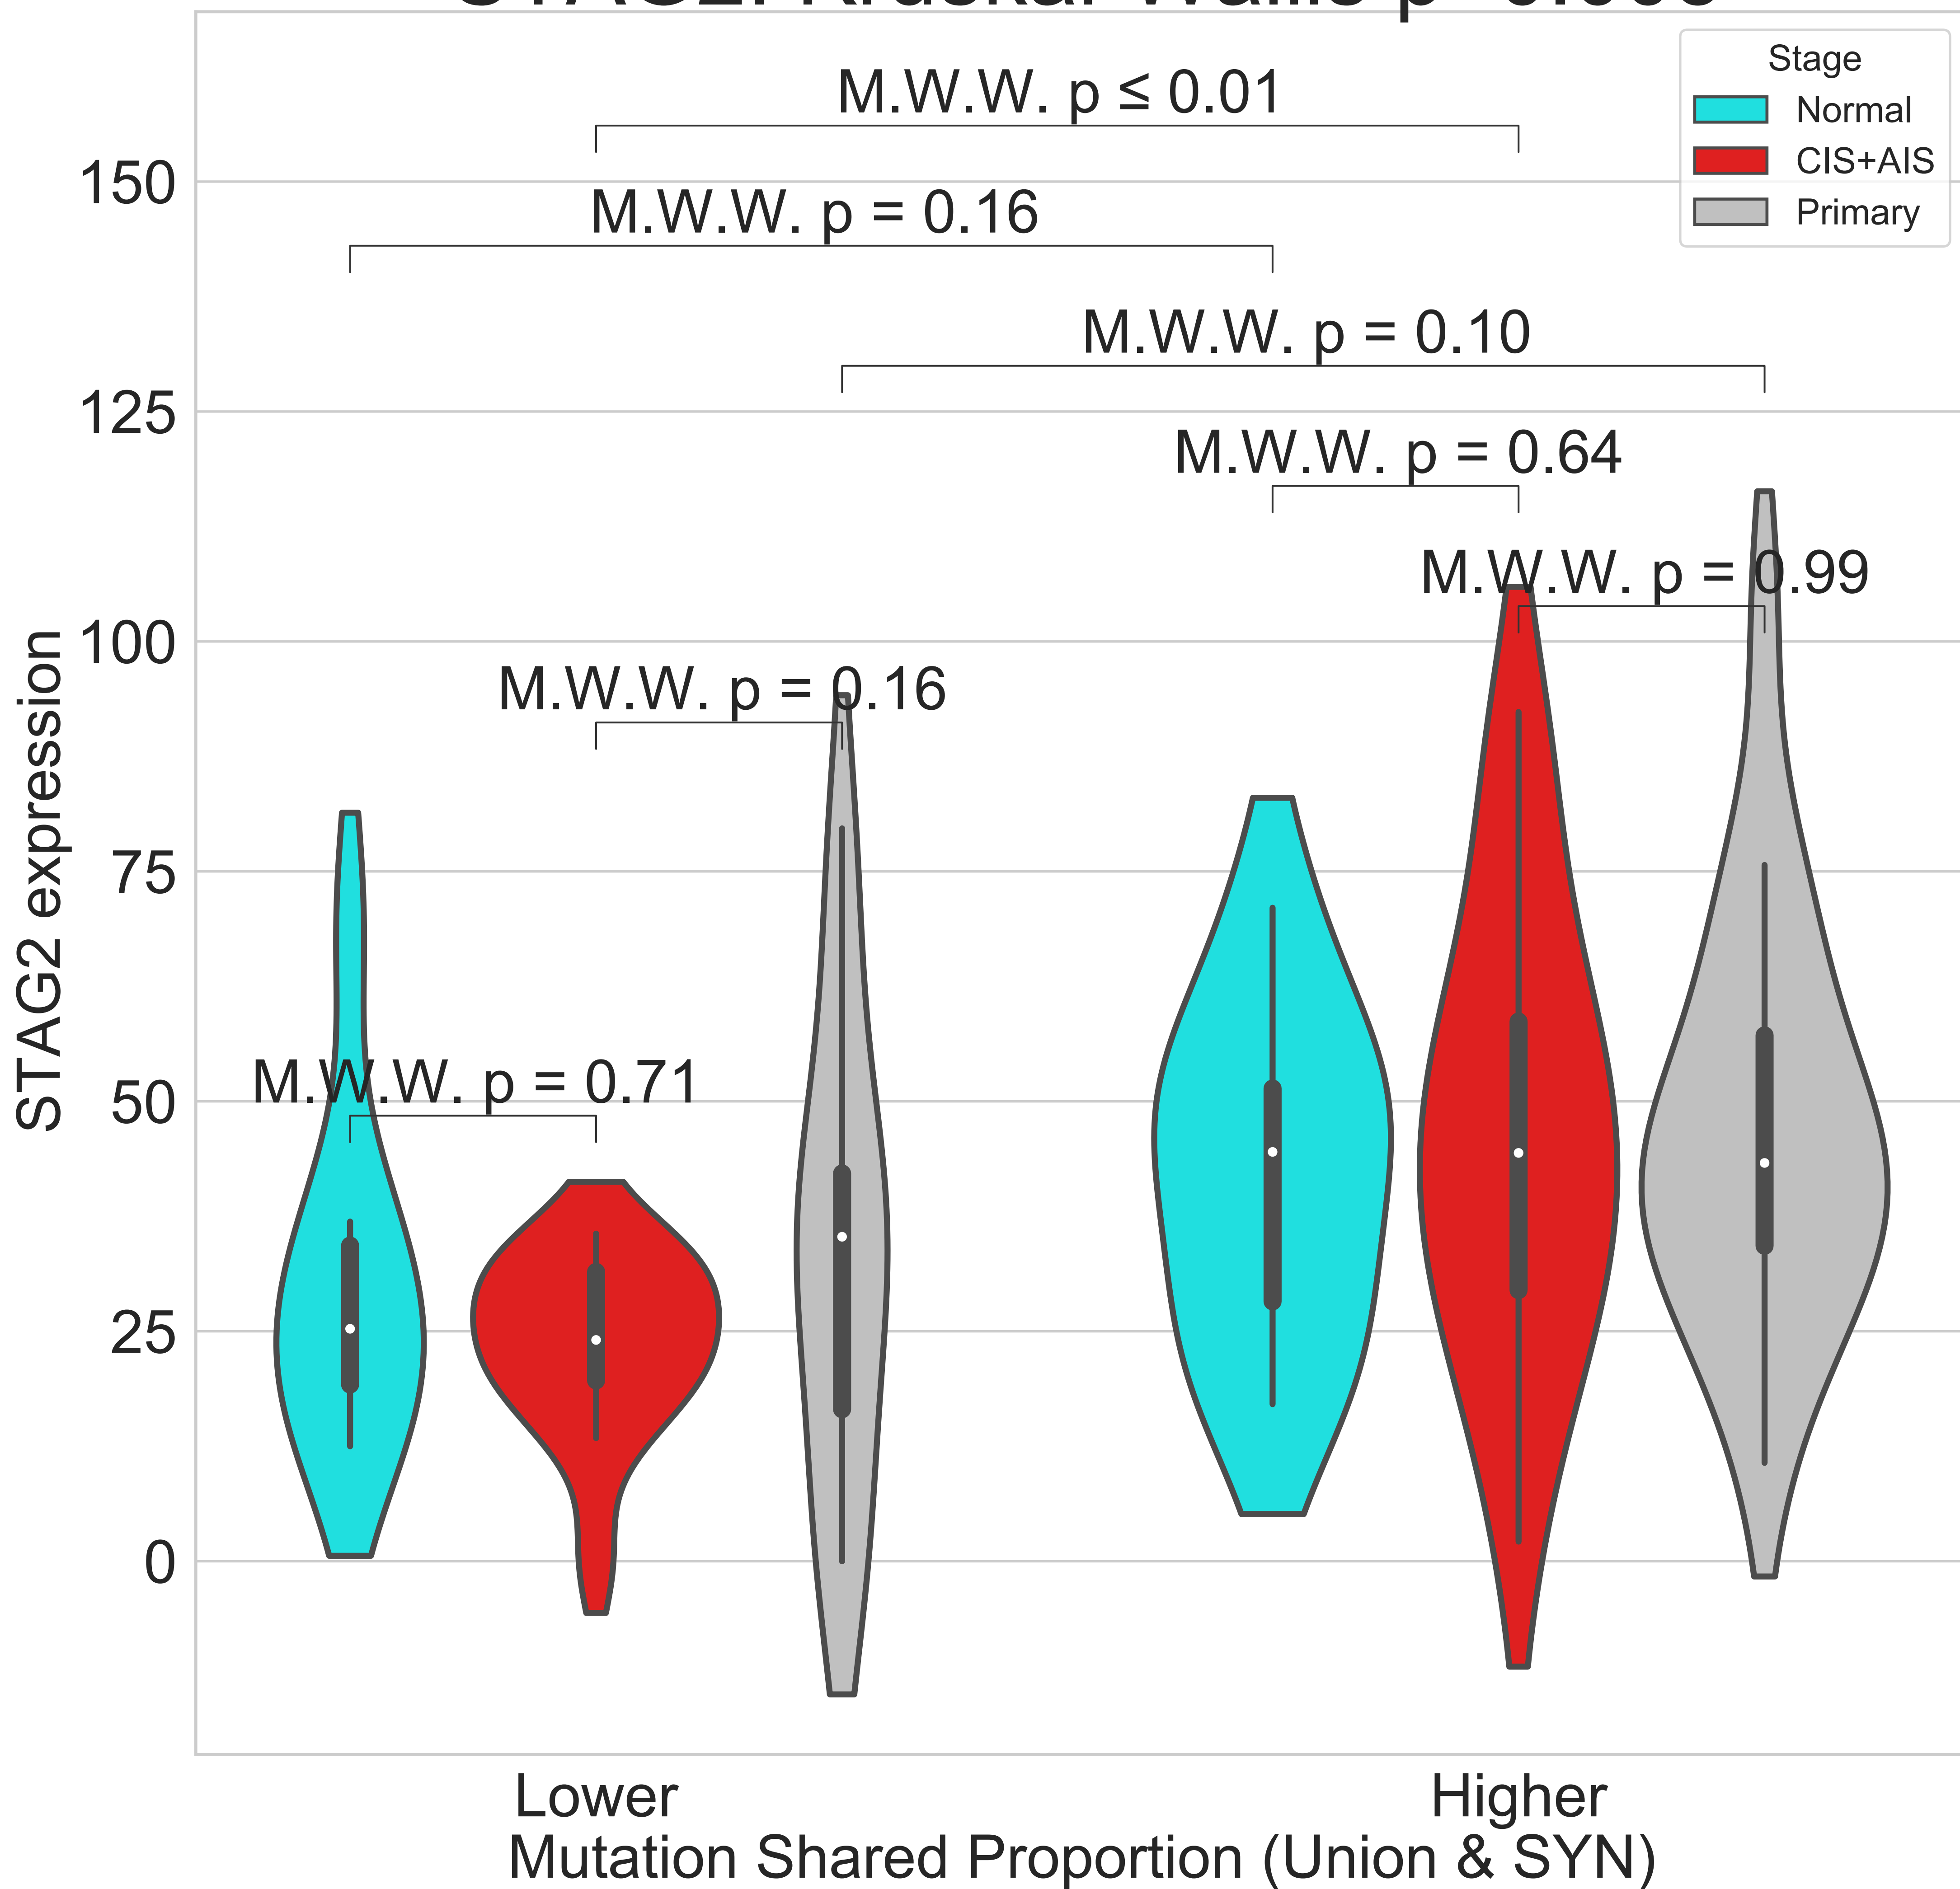 Stage
Normal
CIS+AIS
Primary
M.W.W. p ≤ 0.01
M.W.W. p = 0.16
M.W.W. p = 0.10
M.W.W. p = 0.64
M.W.W. p = 0.99
M.W.W. p = 0.16
M.W.W. p = 0.71
150
125
100
75
50
25
0
STAG2 expression
Lower
Higher
Mutation Shared Proportion (Union & SYN)